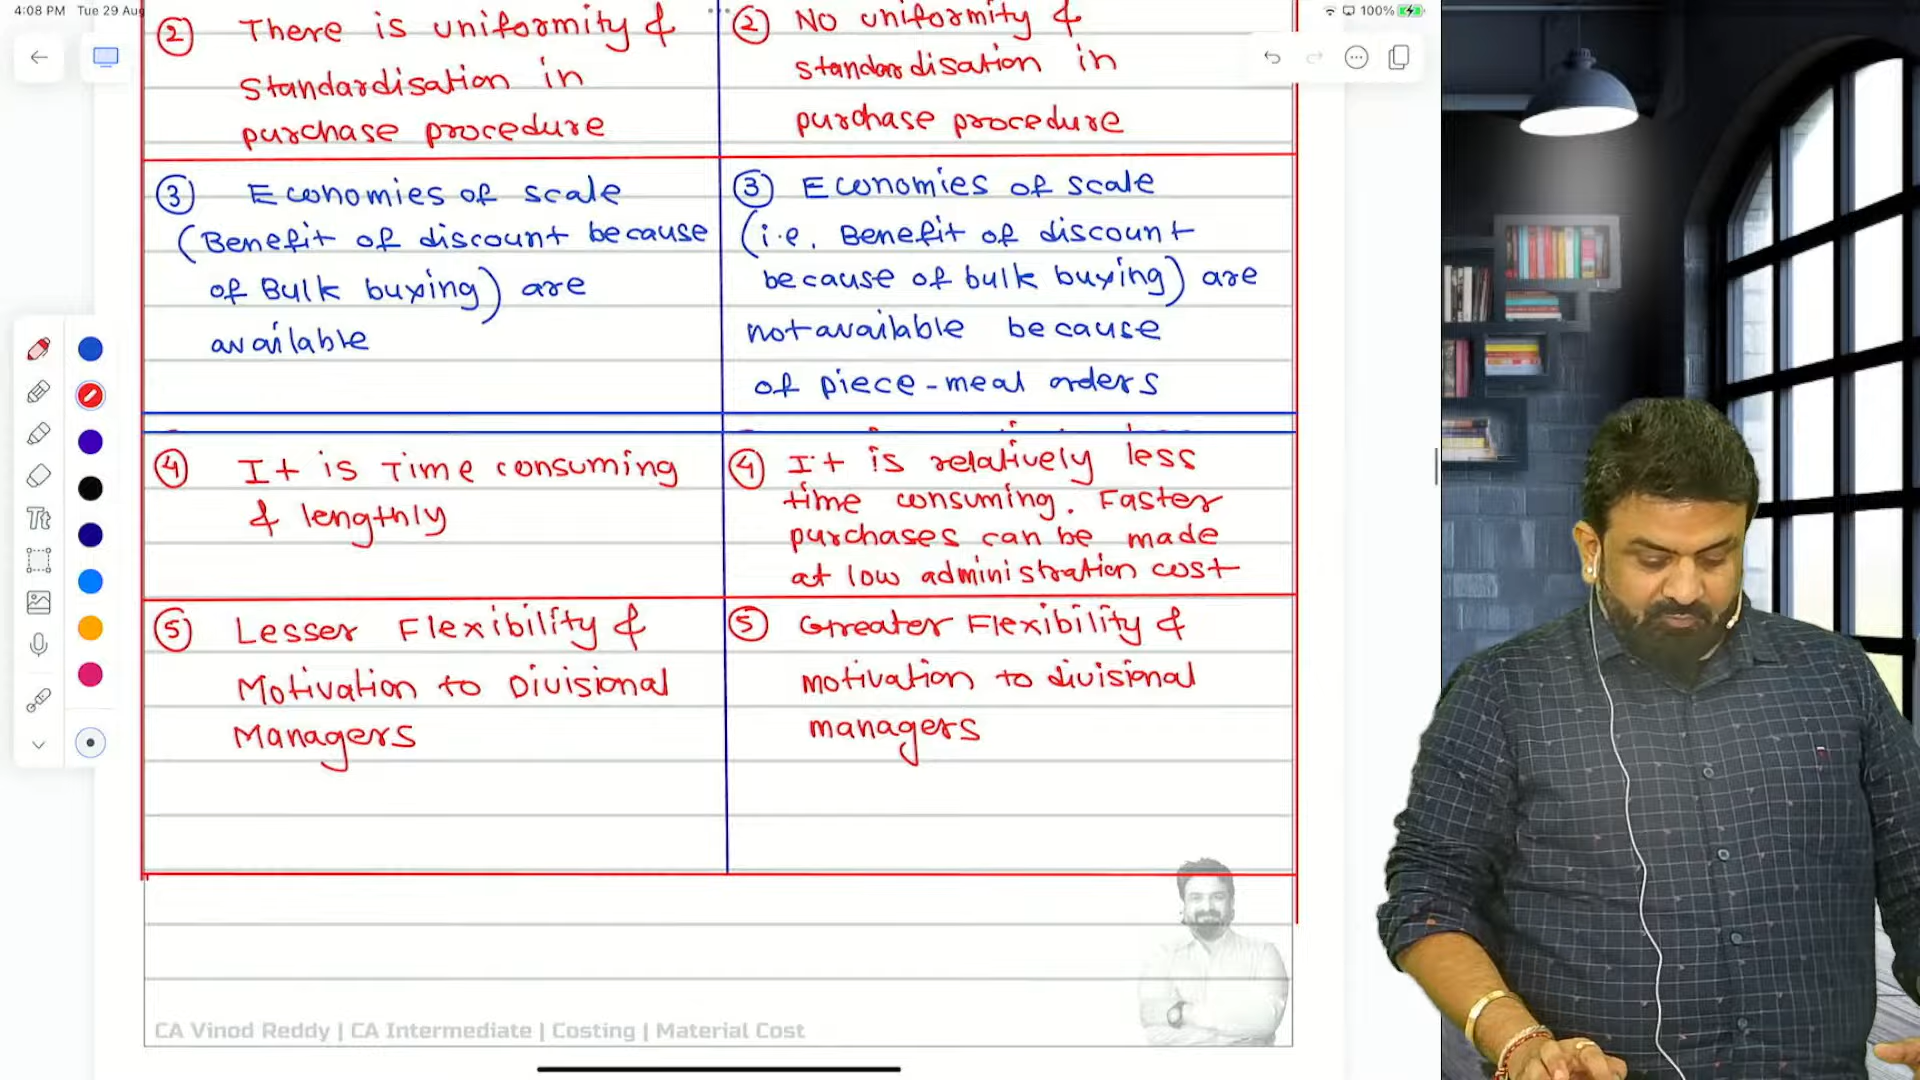 4:08 PM Tue 29 Aug
100%
② There is uniformity &
Standardisation in
purchase procedure
② No uniformity &
standardisation in
purchase procedure
③ Economies of scale
(Benefit of discount because
of Bulk buying) are
available
③ Economies of scale
(i.e. Benefit of discount
because of bulk buying) are
not available because
of piece-meal orders
④ It is Time consuming
& lengthly
④ It is relatively less
time consuming. Faster
purchases can be made
at low administration cost
⑤ Lesser Flexibility &
Motivation to Divisional
Managers
⑤ Greater Flexibility &
motivation to divisional
managers
Tt
CA Vinod Reddy | CA Intermediate | Costing | Material Cost